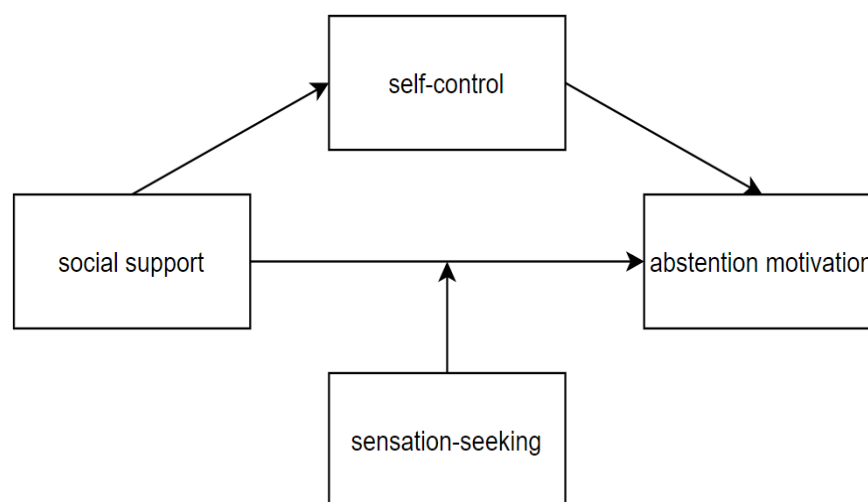 self-control
social support
abstention motivation
sensation-seeking